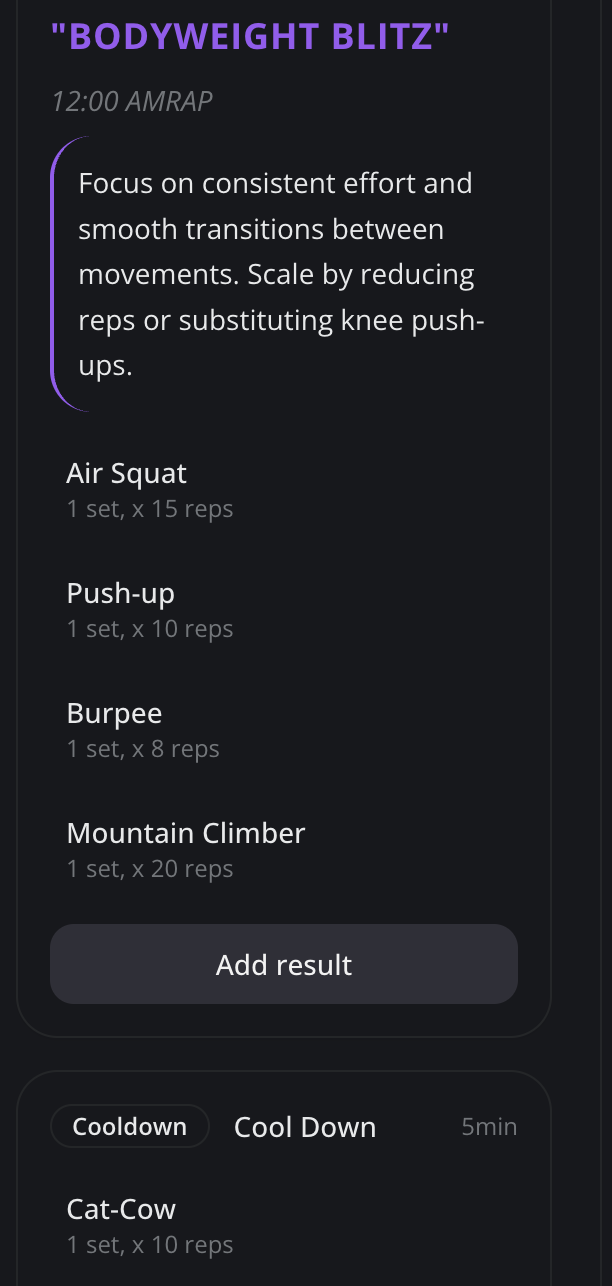 "BODYWEIGHT BLITZ"
12:00 AMRAP
Focus on consistent effort and
smooth transitions between
movements. Scale by reducing
reps or substituting knee push-
ups.
Air Squat
1 set, x 15 reps
Push-up
1 set, x 10 reps
Burpee
1 set, x 8 reps
Mountain Climber
1 set, x 20 reps
Add result
Cooldown Cool Down 5min
Cat-Cow
1 set, x 10 reps